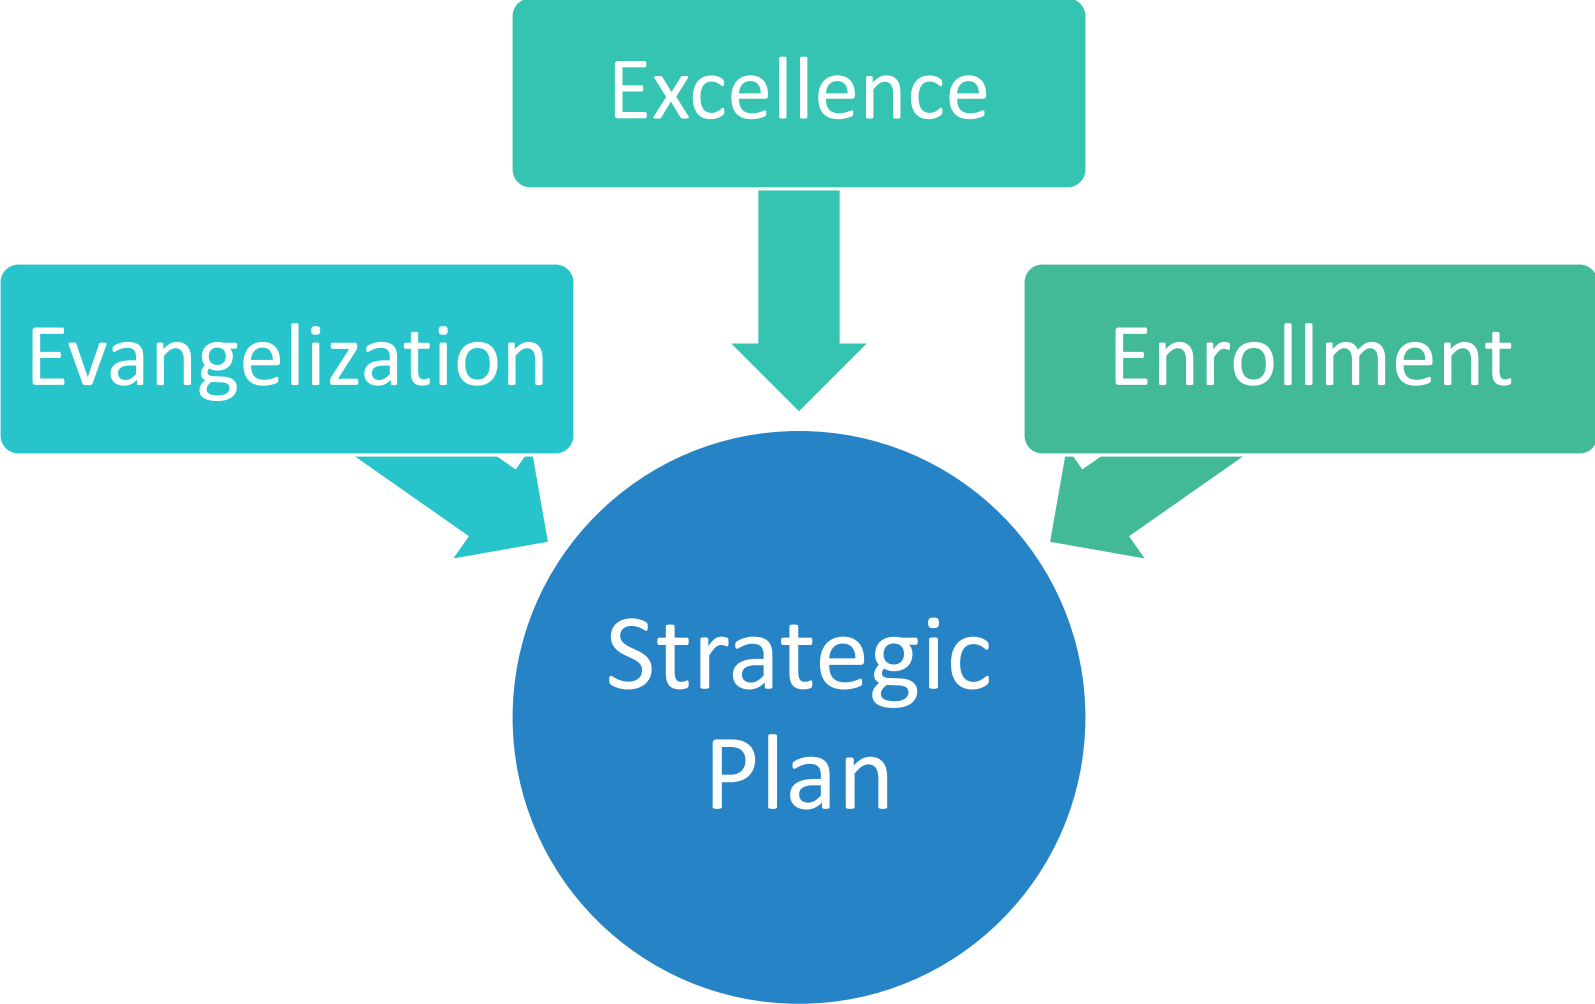 Excellence
Evangelization
Enrollment
Strategic
Plan